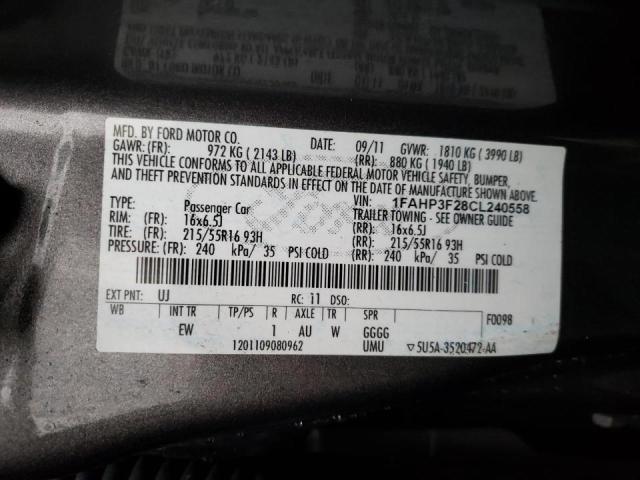 MFD. BY FORD MOTOR CO.
DATE: 09/11 GVWR: 1810 KG ( 3990 LB)
GAWR: (FR): 972 KG ( 2143 LB) (RR): 880 KG ( 1940 LB)
THIS VEHICLE CONFORMS TO ALL APPLICABLE FEDERAL MOTOR VEHICLE SAFETY, BUMPER,
AND THEFT PREVENTION STANDARDS IN EFFECT ON THE DATE OF MANUFACTURE SHOWN ABOVE.
VIN: 1FAHP3F28CL240558
TYPE: Passenger Car TRAILER TOWING - SEE OWNER GUIDE
RIM: (FR): 16x6.5J (RR): 16x6.5J
TIRE: (FR): 215/55R16 93H (RR): 215/55R16 93H
PRESSURE: (FR): 240 kPa/ 35 PSI COLD (RR): 240 kPa/ 35 PSI COLD
EXT PNT: UJ RC: 11 DSO: F0098
WB INT TR TP/PS R AXLE TR SPR
EW 1 AU W GGGG
1201109080962 UMU ▽5U5A-3520472-AA